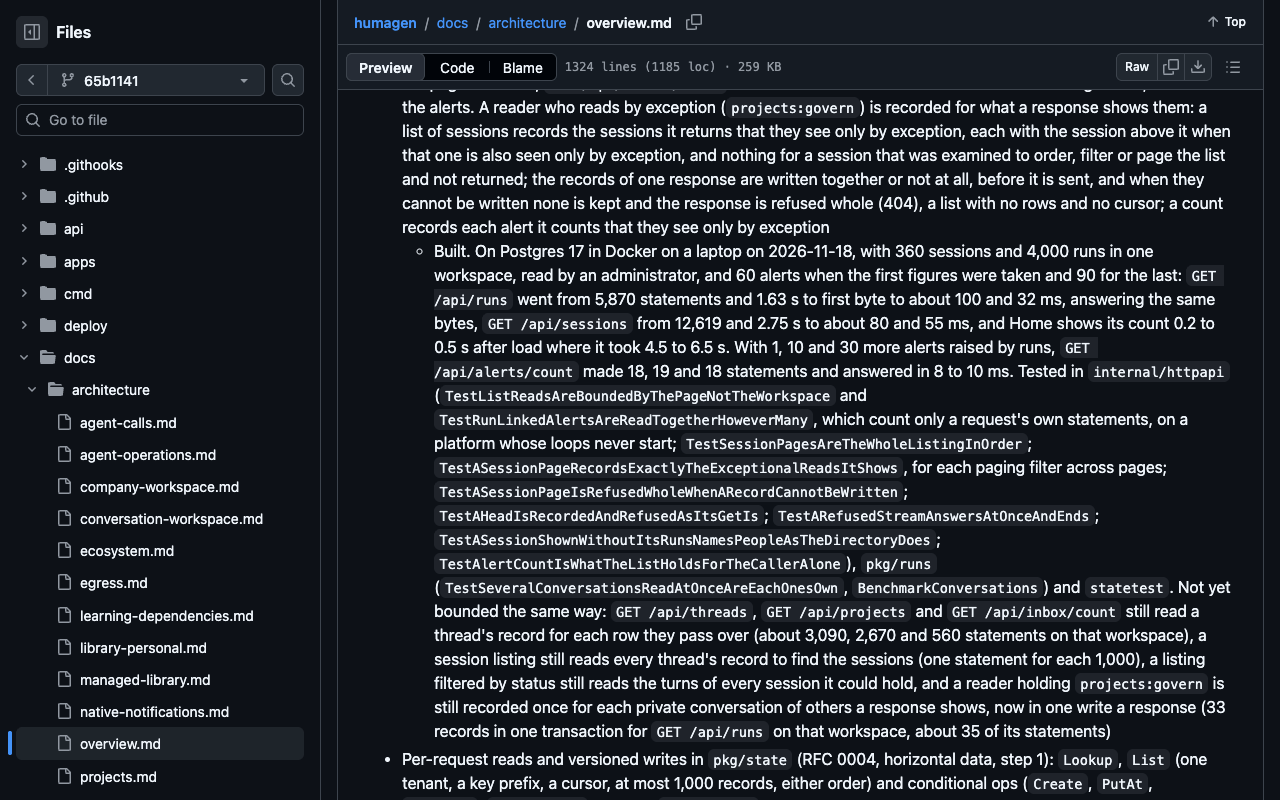 Files
65b1141
Go to file
.githooks
.github
api
apps
cmd
deploy
docs
architecture
agent-calls.md
agent-operations.md
company-workspace.md
conversation-workspace.md
ecosystem.md
egress.md
learning-dependencies.md
library-personal.md
managed-library.md
native-notifications.md
overview.md
projects.md
humagen / docs / architecture / overview.md
Top
Preview Code Blame 1324 lines (1185 loc) · 259 KB
Raw
the alerts. A reader who reads by exception ( projects:govern ) is recorded for what a response shows them: a
list of sessions records the sessions it returns that they see only by exception, each with the session above it when
that one is also seen only by exception, and nothing for a session that was examined to order, filter or page the list
and not returned; the records of one response are written together or not at all, before it is sent, and when they
cannot be written none is kept and the response is refused whole (404), a list with no rows and no cursor; a count
records each alert it counts that they see only by exception
Built. On Postgres 17 in Docker on a laptop on 2026-11-18, with 360 sessions and 4,000 runs in one
workspace, read by an administrator, and 60 alerts when the first figures were taken and 90 for the last: GET
/api/runs went from 5,870 statements and 1.63 s to first byte to about 100 and 32 ms, answering the same
bytes, GET /api/sessions from 12,619 and 2.75 s to about 80 and 55 ms, and Home shows its count 0.2 to
0.5 s after load where it took 4.5 to 6.5 s. With 1, 10 and 30 more alerts raised by runs, GET
/api/alerts/count made 18, 19 and 18 statements and answered in 8 to 10 ms. Tested in internal/httpapi
( TestListReadsAreBoundedByThePageNotTheWorkspace and
TestRunLinkedAlertsAreReadTogetherHoweverMany , which count only a request's own statements, on a
platform whose loops never start; TestSessionPagesAreTheWholeListingInOrder ;
TestASessionPageRecordsExactlyTheExceptionalReadsItShows , for each paging filter across pages;
TestASessionPageIsRefusedWholeWhenARecordCannotBeWritten ;
TestAHeadIsRecordedAndRefusedAsItsGetIs ; TestARefusedStreamAnswersAtOnceAndEnds ;
TestASessionShownWithoutItsRunsNamesPeopleAsTheDirectoryDoes ;
TestAlertCountIsWhatTheListHoldsForTheCallerAlone ), pkg/runs
( TestSeveralConversationsReadAtOnceAreEachOnesOwn , BenchmarkConversations ) and statetest . Not yet
bounded the same way: GET /api/threads , GET /api/projects and GET /api/inbox/count still read a
thread's record for each row they pass over (about 3,090, 2,670 and 560 statements on that workspace), a
session listing still reads every thread's record to find the sessions (one statement for each 1,000), a listing
filtered by status still reads the turns of every session it could hold, and a reader holding projects:govern is
still recorded once for each private conversation of others a response shows, now in one write a response (33
records in one transaction for GET /api/runs on that workspace, about 35 of its statements)
Per-request reads and versioned writes in pkg/state (RFC 0004, horizontal data, step 1): Lookup , List (one
tenant, a key prefix, a cursor, at most 1,000 records, either order) and conditional ops ( Create , PutAt ,